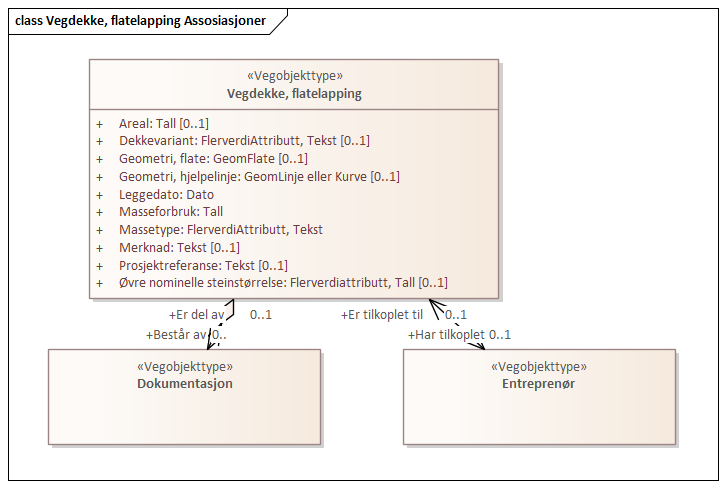 class Vegdekke, flatelapping Assosiasjoner
«Vegobjekttype»
Vegdekke, flatelapping
+ Areal: Tall [0..1]
+ Dekkevariant: FlerverdiAttributt, Tekst [0..1]
+ Geometri, flate: GeomFlate [0..1]
+ Geometri, hjelpelinje: GeomLinje eller Kurve [0..1]
+ Leggedato: Dato
+ Masseforbruk: Tall
+ Massetype: FlerverdiAttributt, Tekst
+ Merknad: Tekst [0..1]
+ Prosjektreferanse: Tekst [0..1]
+ Øvre nominelle steinstørrelse: Flerverdiattributt, Tall [0..1]
+Er del av 0..1
+Er tilkoplet til 0..1
+Består av 0..
+Har tilkoplet 0..1
«Vegobjekttype»
Dokumentasjon
«Vegobjekttype»
Entreprenør